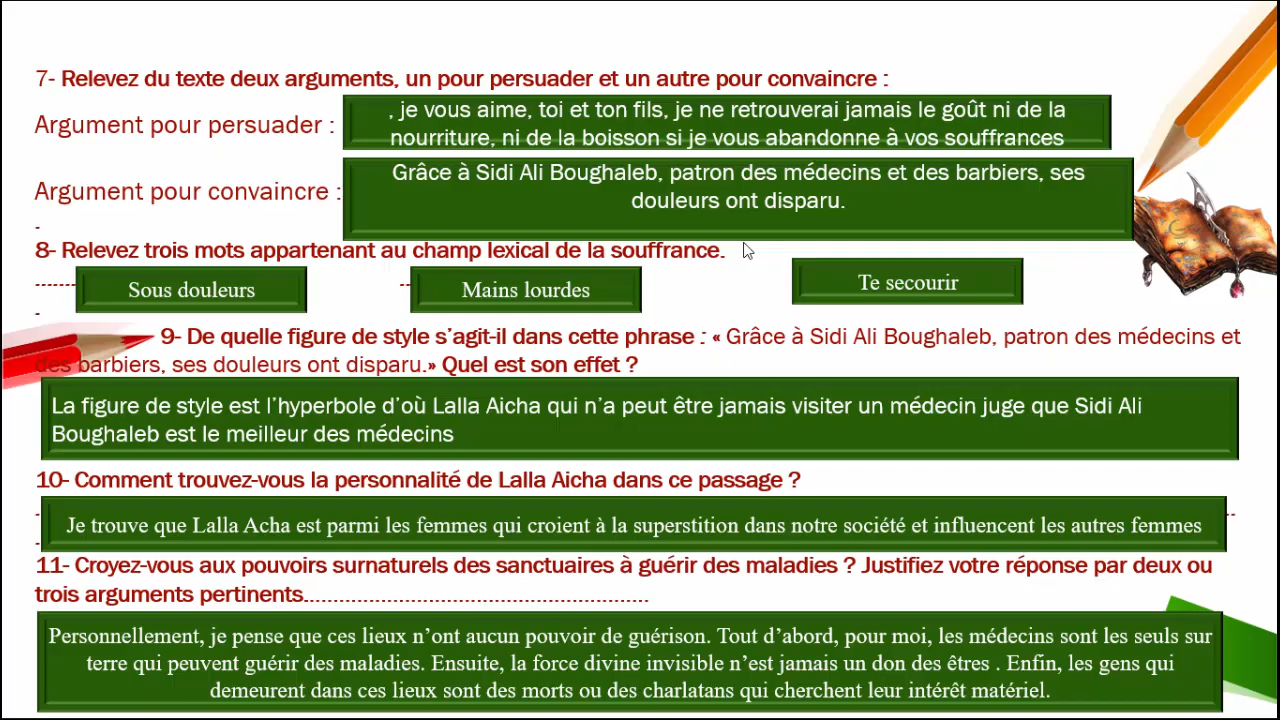 7- Relevez du texte deux arguments, un pour persuader et un autre pour convaincre :
Argument pour persuader :
, je vous aime, toi et ton fils, je ne retrouverai jamais le goût ni de la
nourriture, ni de la boisson si je vous abandonne à vos souffrances
Argument pour convaincre :
Grâce à Sidi Ali Boughaleb, patron des médecins et des barbiers, ses
douleurs ont disparu.
-
8- Relevez trois mots appartenant au champ lexical de la souffrance.
Sous douleurs
Mains lourdes
Te secourir
-
9- De quelle figure de style s’agit-il dans cette phrase : « Grâce à Sidi Ali Boughaleb, patron des médecins et
des barbiers, ses douleurs ont disparu.» Quel est son effet ?
La figure de style est l’hyperbole d’où Lalla Aicha qui n’a peut être jamais visiter un médecin juge que Sidi Ali
Boughaleb est le meilleur des médecins
10- Comment trouvez-vous la personnalité de Lalla Aicha dans ce passage ?
Je trouve que Lalla Acha est parmi les femmes qui croient à la superstition dans notre société et influencent les autres femmes
11- Croyez-vous aux pouvoirs surnaturels des sanctuaires à guérir des maladies ? Justifiez votre réponse par deux ou
trois arguments pertinents.
Personnellement, je pense que ces lieux n’ont aucun pouvoir de guérison. Tout d’abord, pour moi, les médecins sont les seuls sur
terre qui peuvent guérir des maladies. Ensuite, la force divine invisible n’est jamais un don des êtres . Enfin, les gens qui
demeurent dans ces lieux sont des morts ou des charlatans qui cherchent leur intérêt matériel.